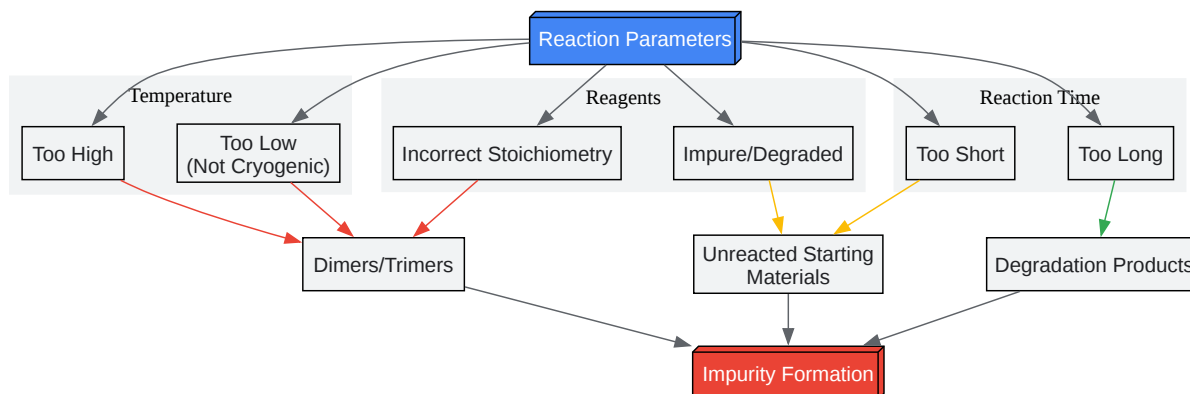 Reaction Parameters
Temperature
Reagents
Reaction Time
Too High
Too Low
(Not Cryogenic)
Incorrect Stoichiometry
Impure/Degraded
Too Short
Too Long
Dimers/Trimers
Unreacted Starting
Materials
Degradation Products
Impurity Formation